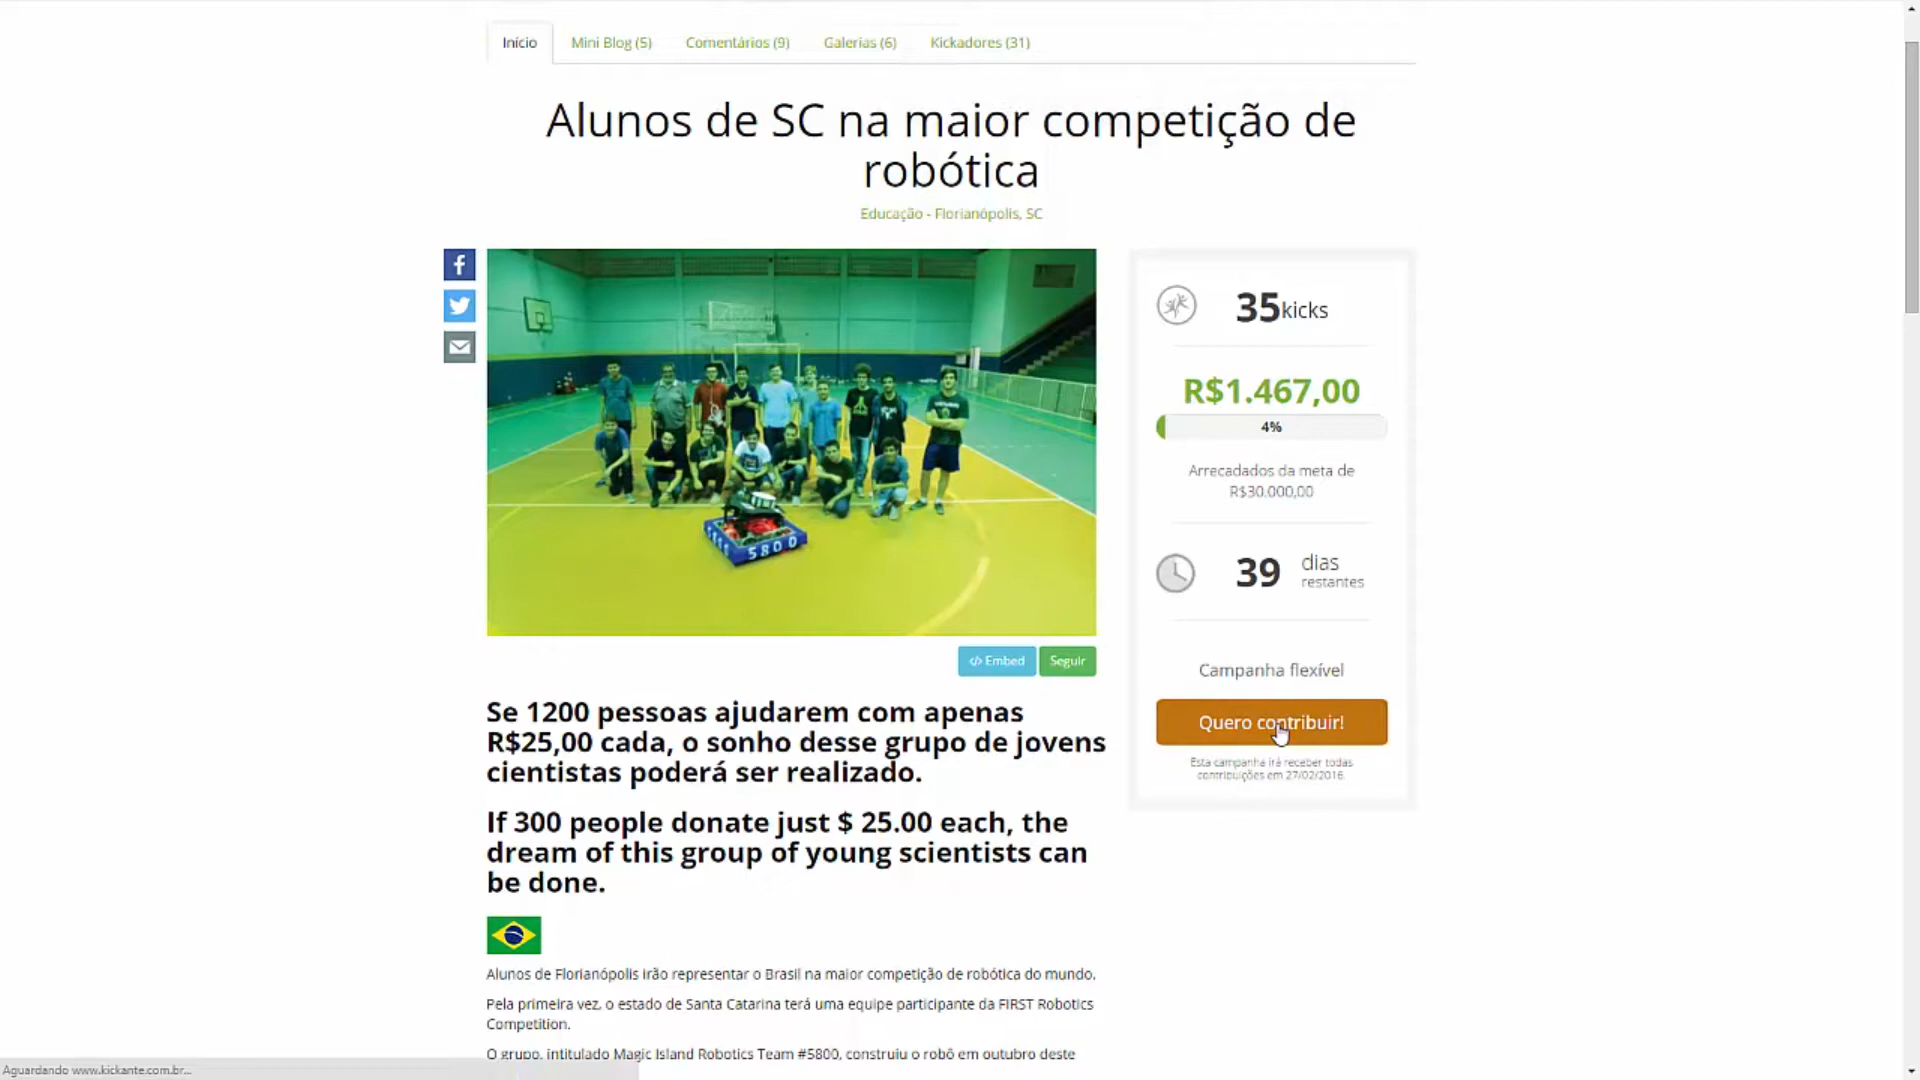 Início Mini Blog (5) Comentários (9) Galerias (6) Kickadores (31)
Alunos de SC na maior competição de
robótica
Educação - Florianópolis, SC
5800
35kicks
R$1.467,00
4%
Arrecadados da meta de
R$30.000,00
39 dias
restantes
Campanha flexível
Quero contribuir!
Esta campanha irá receber todas
contribuições em 27/02/2016.
</> Embed Seguir
Se 1200 pessoas ajudarem com apenas
R$25,00 cada, o sonho desse grupo de jovens
cientistas poderá ser realizado.
If 300 people donate just $ 25.00 each, the
dream of this group of young scientists can
be done.
Alunos de Florianópolis irão representar o Brasil na maior competição de robótica do mundo.
Pela primeira vez, o estado de Santa Catarina terá uma equipe participante da FIRST Robotics
Competition.
O grupo, intitulado Magic Island Robotics Team #5800, construiu o robô em outubro deste
Aguardando www.kickante.com.br...